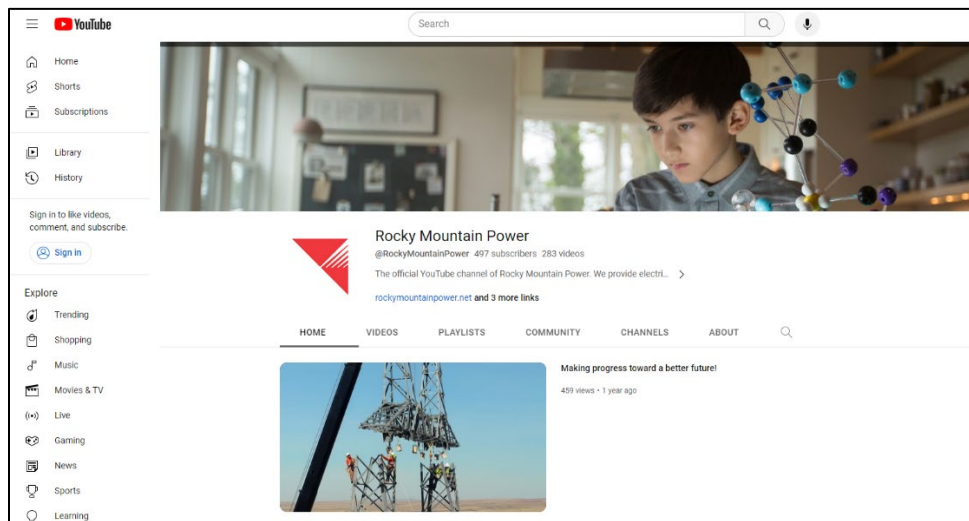 YouTube
Search
Home
Shorts
Subscriptions
Library
History
Sign in to like videos,
comment, and subscribe.
Sign in
Explore
Trending
Shopping
Music
Movies & TV
Live
Gaming
News
Sports
Learning
Rocky Mountain Power
@RockyMountainPower 497 subscribers 283 videos
The official YouTube channel of Rocky Mountain Power. We provide electri...
rockymountainpower.net and 3 more links
HOME VIDEOS PLAYLISTS COMMUNITY CHANNELS ABOUT
Making progress toward a better future!
459 views • 1 year ago